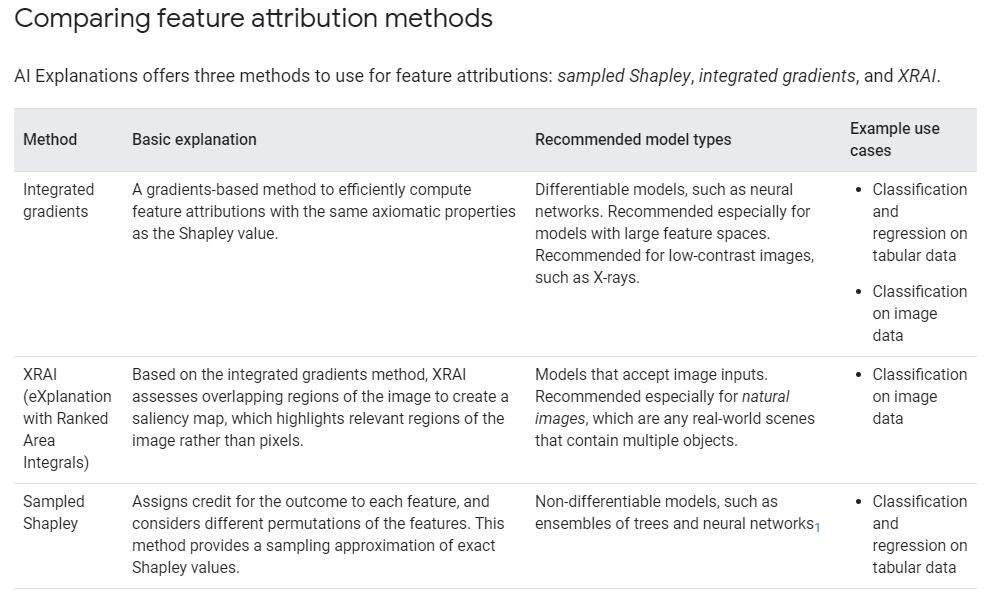 Comparing feature attribution methods
AI Explanations offers three methods to use for feature attributions: sampled Shapley, integrated gradients, and XRAI.
Method
Basic explanation
Recommended model types
Example use
cases
Integrated
gradients
A gradients-based method to efficiently compute
feature attributions with the same axiomatic properties
as the Shapley value.
Differentiable models, such as neural
networks. Recommended especially for
models with large feature spaces.
Recommended for low-contrast images,
such as X-rays.
• Classification
and
regression on
tabular data
• Classification
on image
data
XRAI
(eXplanation
with Ranked
Area
Integrals)
Based on the integrated gradients method, XRAI
assesses overlapping regions of the image to create a
saliency map, which highlights relevant regions of the
image rather than pixels.
Models that accept image inputs.
Recommended especially for natural
images, which are any real-world scenes
that contain multiple objects.
• Classification
on image
data
Sampled
Shapley
Assigns credit for the outcome to each feature, and
considers different permutations of the features. This
method provides a sampling approximation of exact
Shapley values.
Non-differentiable models, such as
ensembles of trees and neural networks1
• Classification
and
regression on
tabular data